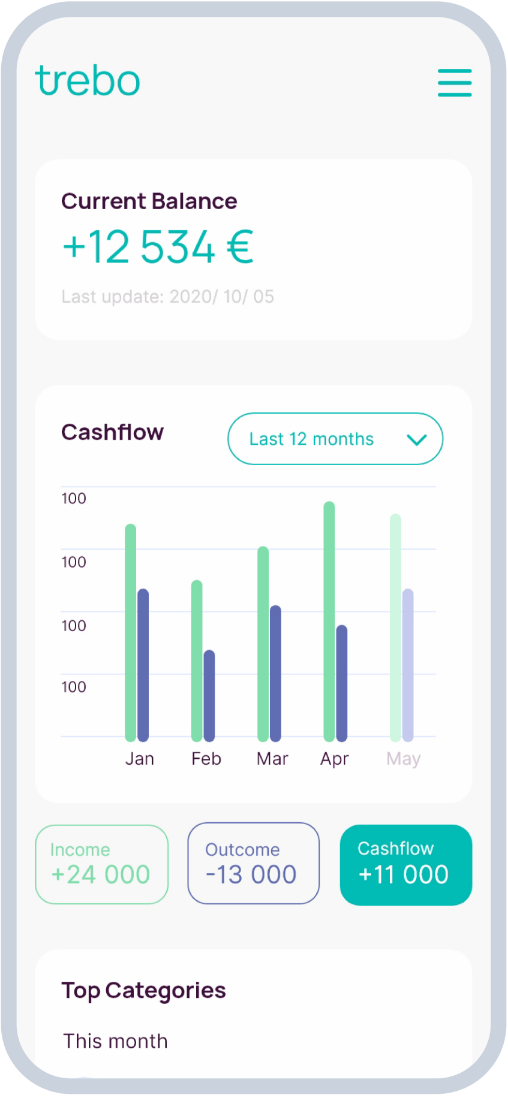 trebo
Current Balance
+12 534 €
Last update: 2020/ 10/ 05
Cashflow
Last 12 months
100
100
100
100
Jan Feb Mar Apr May
Income
+24 000
Outcome
-13 000
Cashflow
+11 000
Top Categories
This month